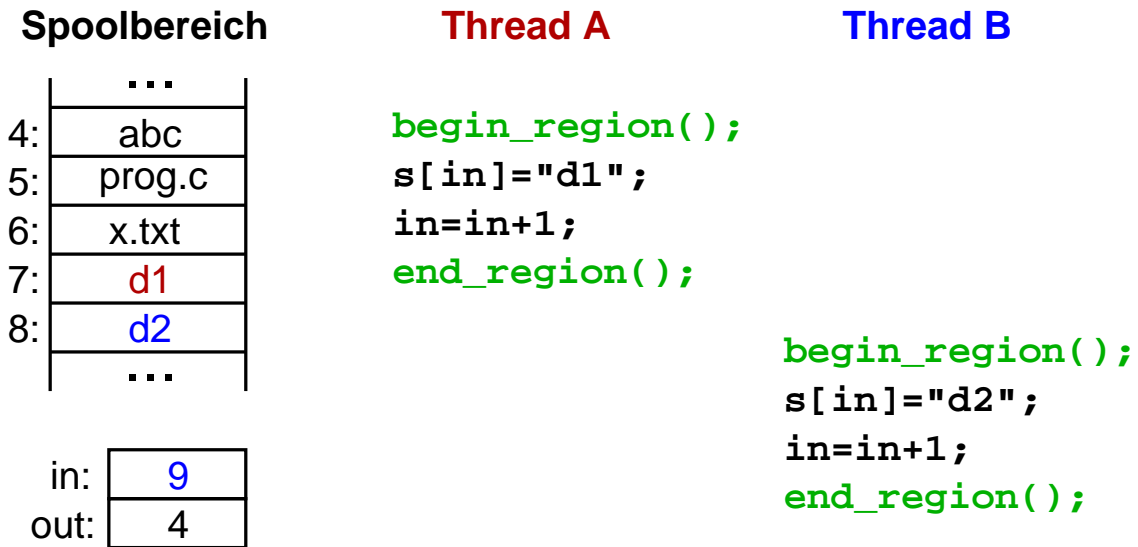 Spoolbereich Thread A Thread B
...
4: abc
5: prog.c
6: x.txt
7: d1
8: d2
...
in: 9
out: 4
begin_region();
s[in]="d1";
in=in+1;
end_region();
begin_region();
s[in]="d2";
in=in+1;
end_region();